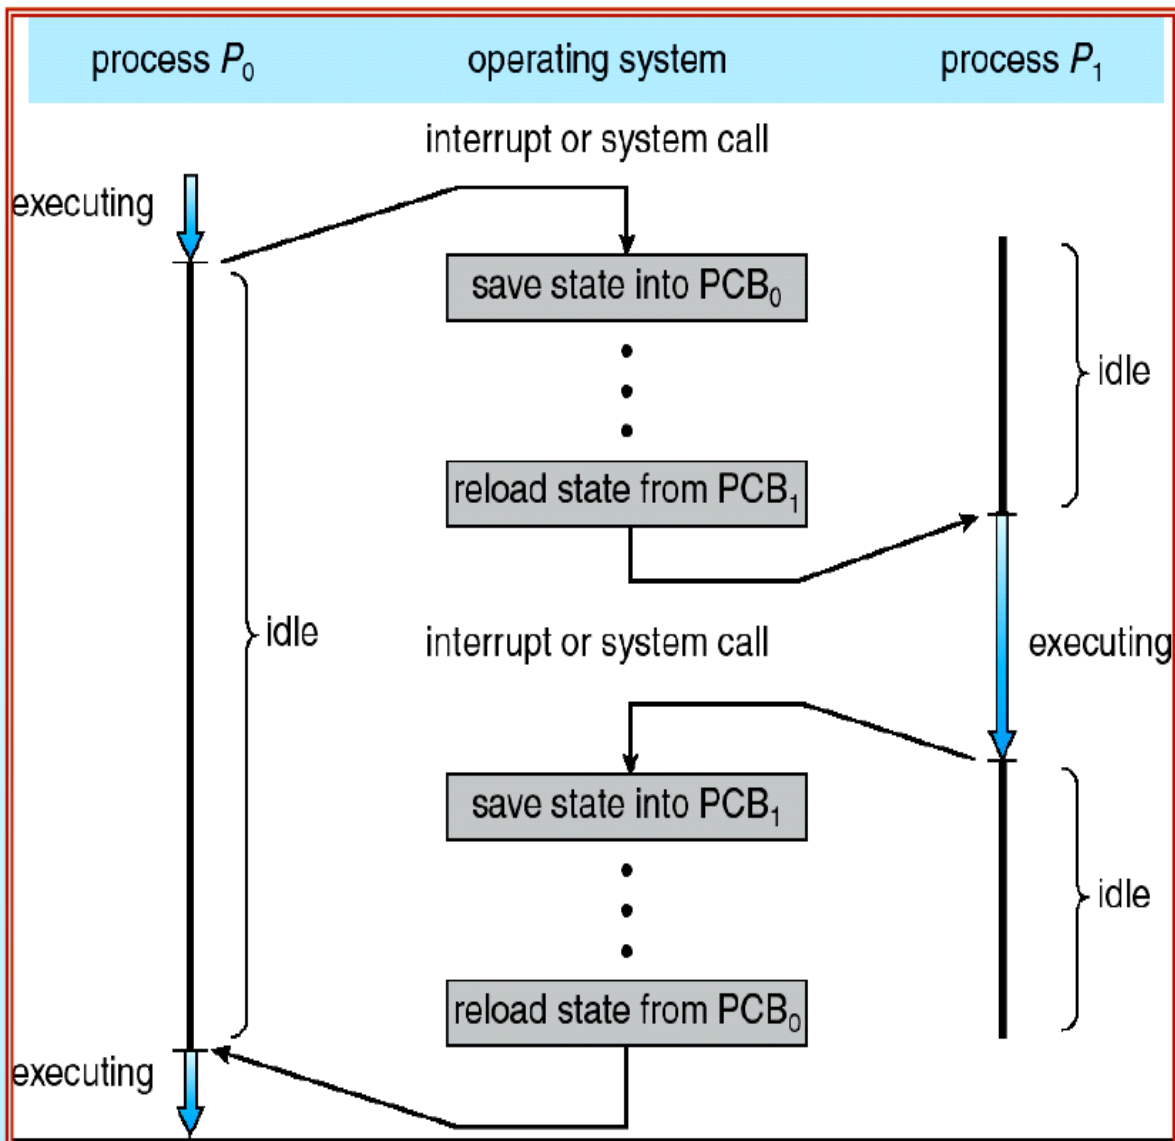 process P₀ operating system process P₁
interrupt or system call
executing
save state into PCB₀
idle
reload state from PCB₁
idle
interrupt or system call
executing
save state into PCB₁
idle
reload state from PCB₀
executing